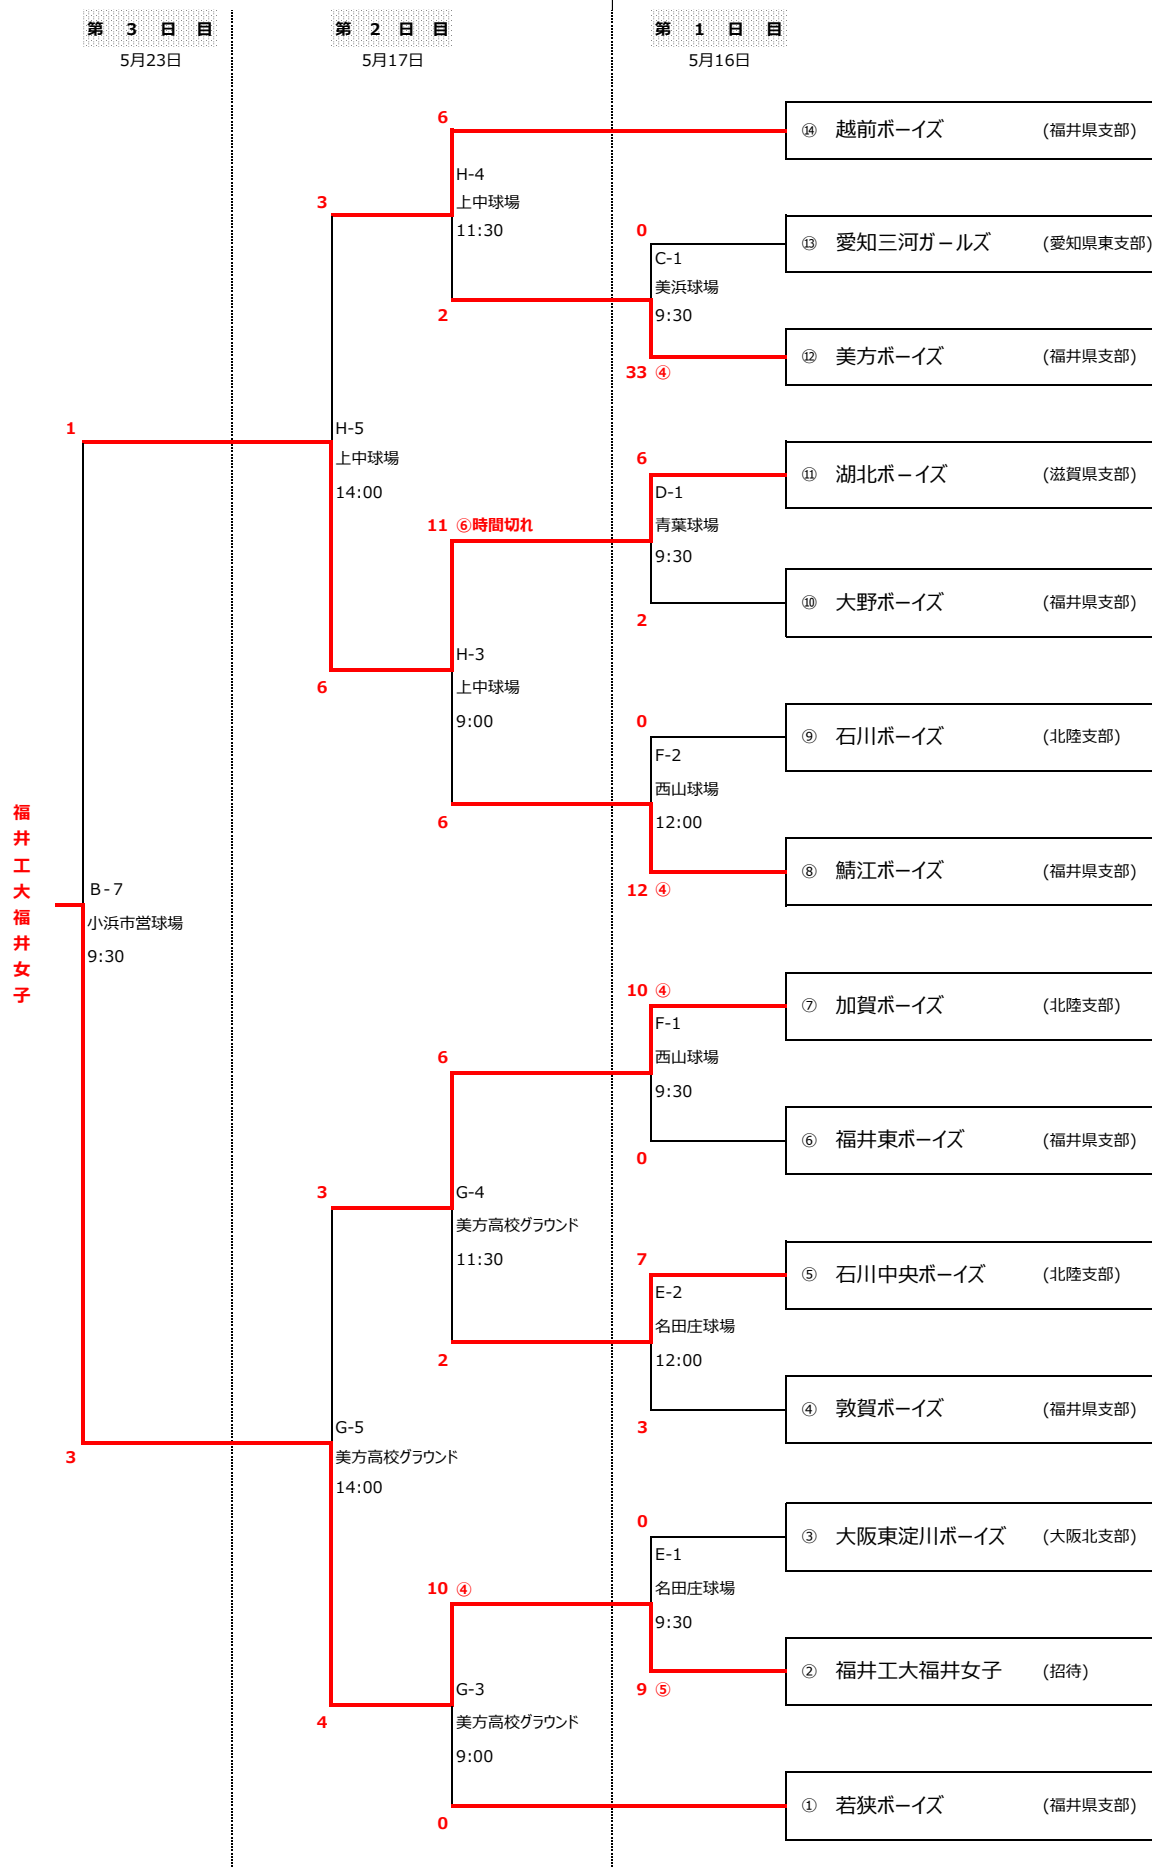 第 3 日 目
5月23日
第 2 日 目
5月17日
第 1 日 目
5月16日
6
⑭ 越前ボーイズ (福井県支部)
H-4
上中球場
11:30
3
0
⑬ 愛知三河ガールズ (愛知県東支部)
C-1
美浜球場
9:30
2
⑫ 美方ボーイズ (福井県支部)
33 ④
1
H-5
上中球場
14:00
6
⑪ 湖北ボーイズ (滋賀県支部)
D-1
青葉球場
9:30
11 ⑥時間切れ
⑩ 大野ボーイズ (福井県支部)
2
H-3
上中球場
9:00
6
0
⑨ 石川ボーイズ (北陸支部)
F-2
西山球場
12:00
6
⑧ 鯖江ボーイズ (福井県支部)
12 ④
福井工大福井女子
B-7
小浜市営球場
9:30
10 ④
⑦ 加賀ボーイズ (北陸支部)
F-1
西山球場
9:30
6
⑥ 福井東ボーイズ (福井県支部)
0
3
G-4
美方高校グラウンド
11:30
7
⑤ 石川中央ボーイズ (北陸支部)
E-2
名田庄球場
12:00
2
④ 敦賀ボーイズ (福井県支部)
3
G-5
美方高校グラウンド
14:00
3
0
③ 大阪東淀川ボーイズ (大阪北支部)
E-1
名田庄球場
9:30
10 ④
② 福井工大福井女子 (招待)
9 ⑤
G-3
美方高校グラウンド
9:00
4
① 若狭ボーイズ (福井県支部)
0